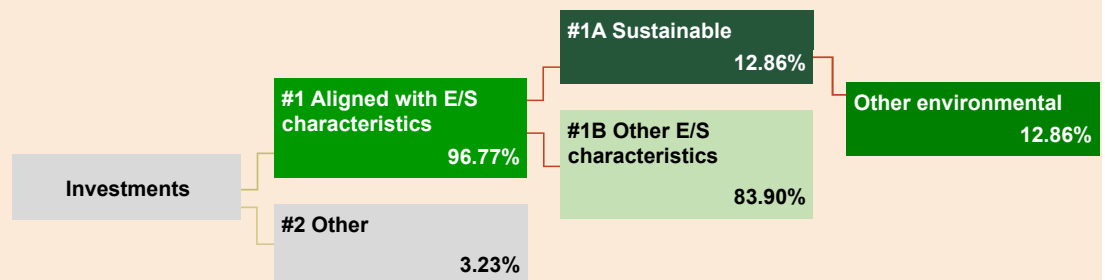 Investments
#1 Aligned with E/S
characteristics
96.77%
#2 Other
3.23%
#1A Sustainable
12.86%
#1B Other E/S
characteristics
83.90%
Other environmental
12.86%